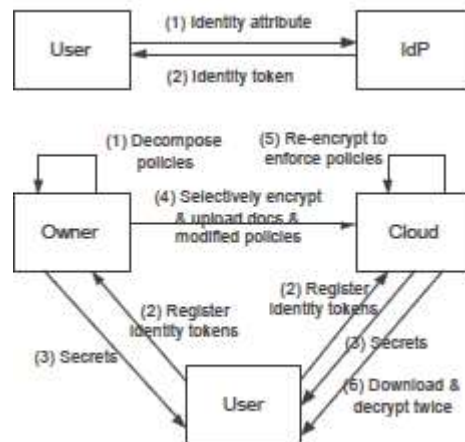 (1) Identity attribute
User
IdP
(2) Identity token
(1) Decompose
policies
(5) Re-encrypt to
enforce policies
(4) Selectively encrypt
& upload docs &
modified policies
Owner
Cloud
(2) Register
identity tokens
(2) Register
identity tokens
(3) Secrets
(3) Secrets
(6) Download &
decrypt twice
User